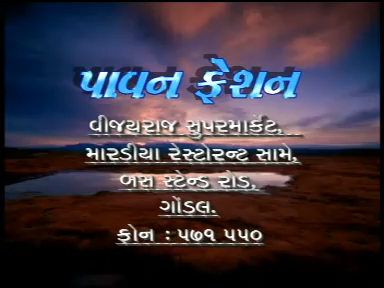 પાવન ફેશન
વીજયરાજ સુપરમાર્કેટ,
મારડીયા રેસ્ટોરન્ટ સામે,
બસ સ્ટેન્ડ રોડ,
ગોંડલ.
ફોન : ૫૭૧ ૫૫૦